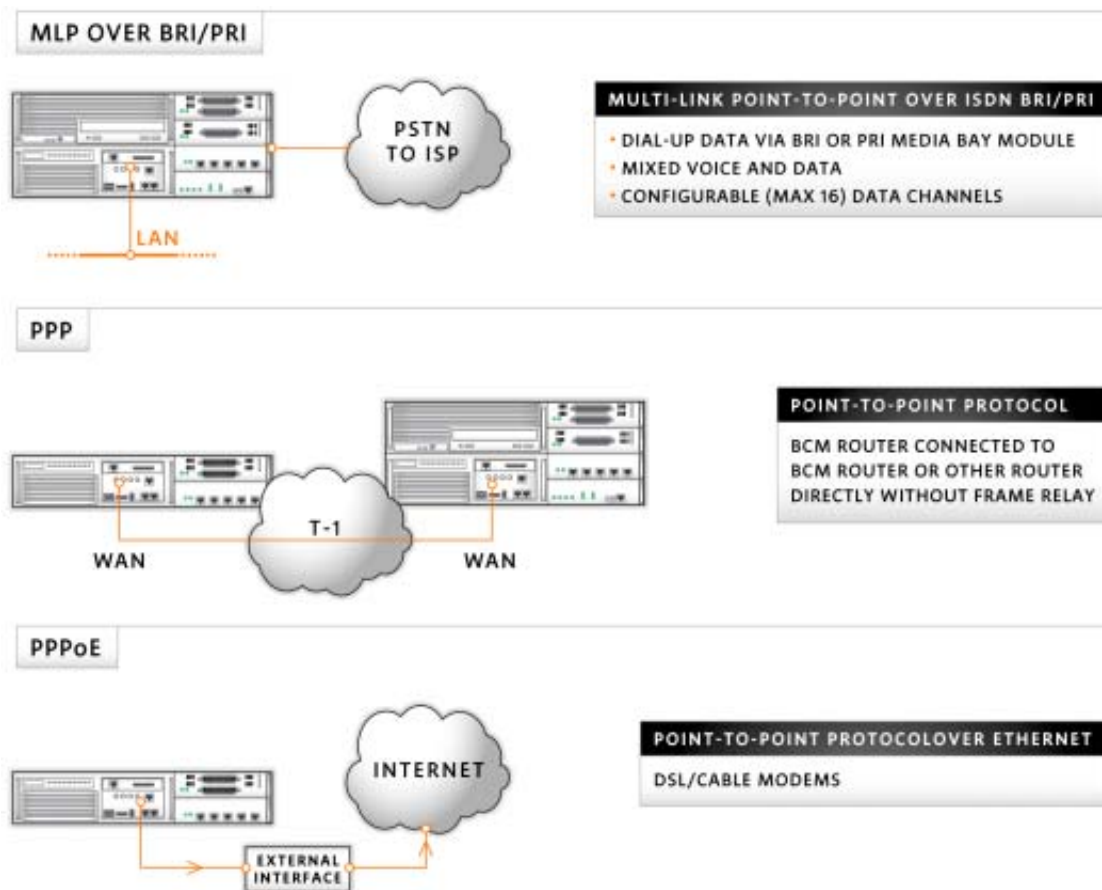 MLP OVER BRI/PRI
PSTN
TO ISP
LAN
MULTI-LINK POINT-TO-POINT OVER ISDN BRI/PRI
• DIAL-UP DATA VIA BRI OR PRI MEDIA BAY MODULE
• MIXED VOICE AND DATA
• CONFIGURABLE (MAX 16) DATA CHANNELS
PPP
T-1
WAN
WAN
POINT-TO-POINT PROTOCOL
BCM ROUTER CONNECTED TO
BCM ROUTER OR OTHER ROUTER
DIRECTLY WITHOUT FRAME RELAY
PPPoE
INTERNET
EXTERNAL
INTERFACE
POINT-TO-POINT PROTOCOLOVER ETHERNET
DSL/CABLE MODEMS